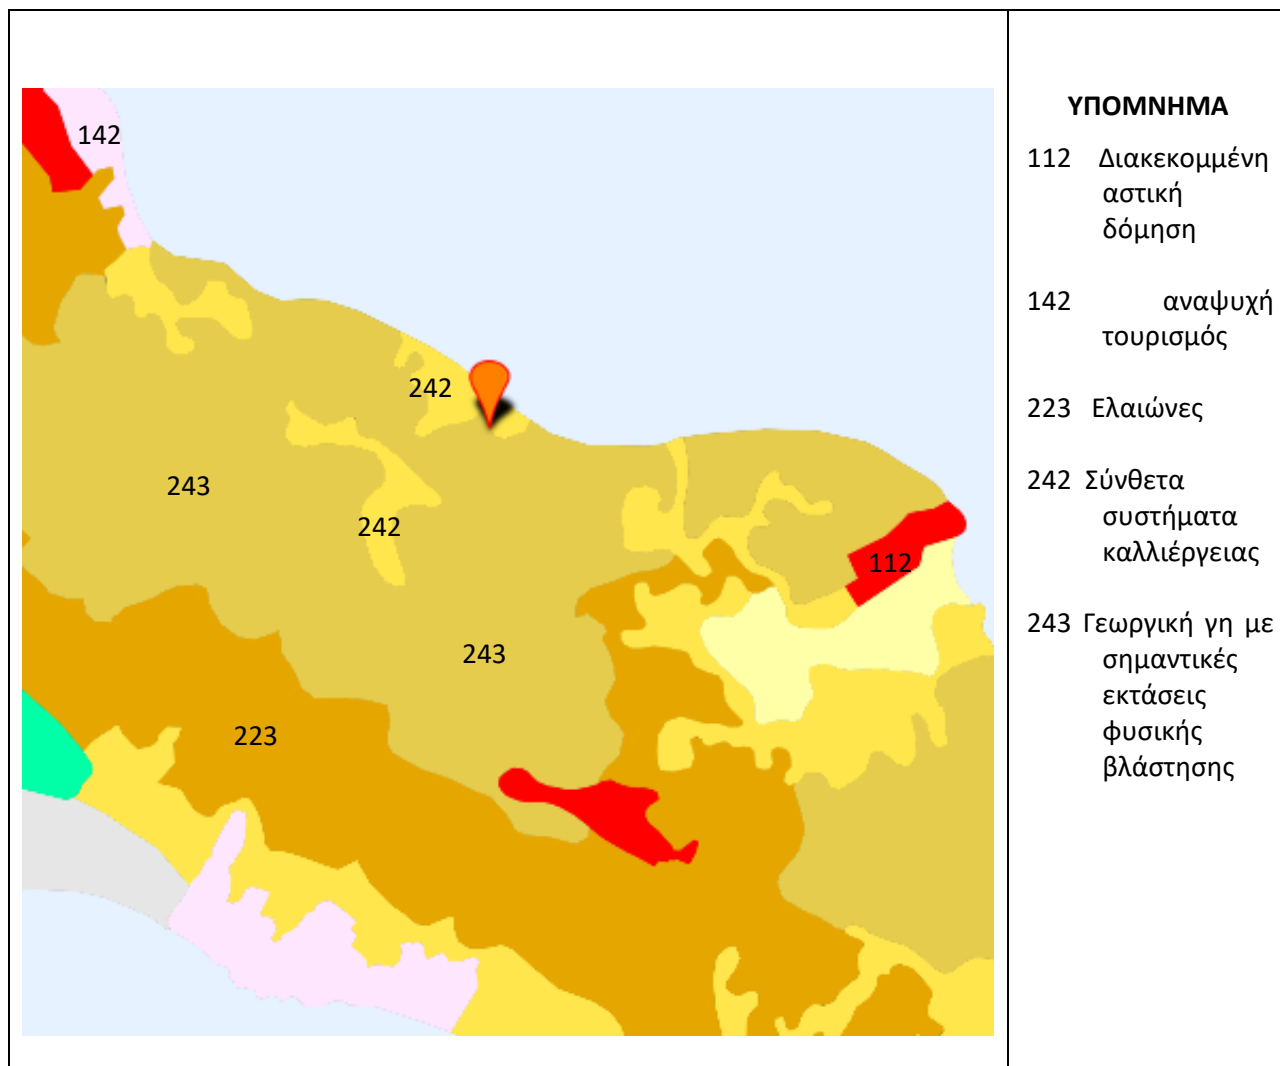 142
242
243
242
112
243
223
ΥΠΟΜΝΗΜΑ
112 Διακεκομμένη
αστική
δόμηση
142 αναψυχή
τουρισμός
223 Ελαιώνες
242 Σύνθετα
συστήματα
καλλιέργειας
243 Γεωργική γη με
σημαντικές
εκτάσεις
φυσικής
βλάστησης